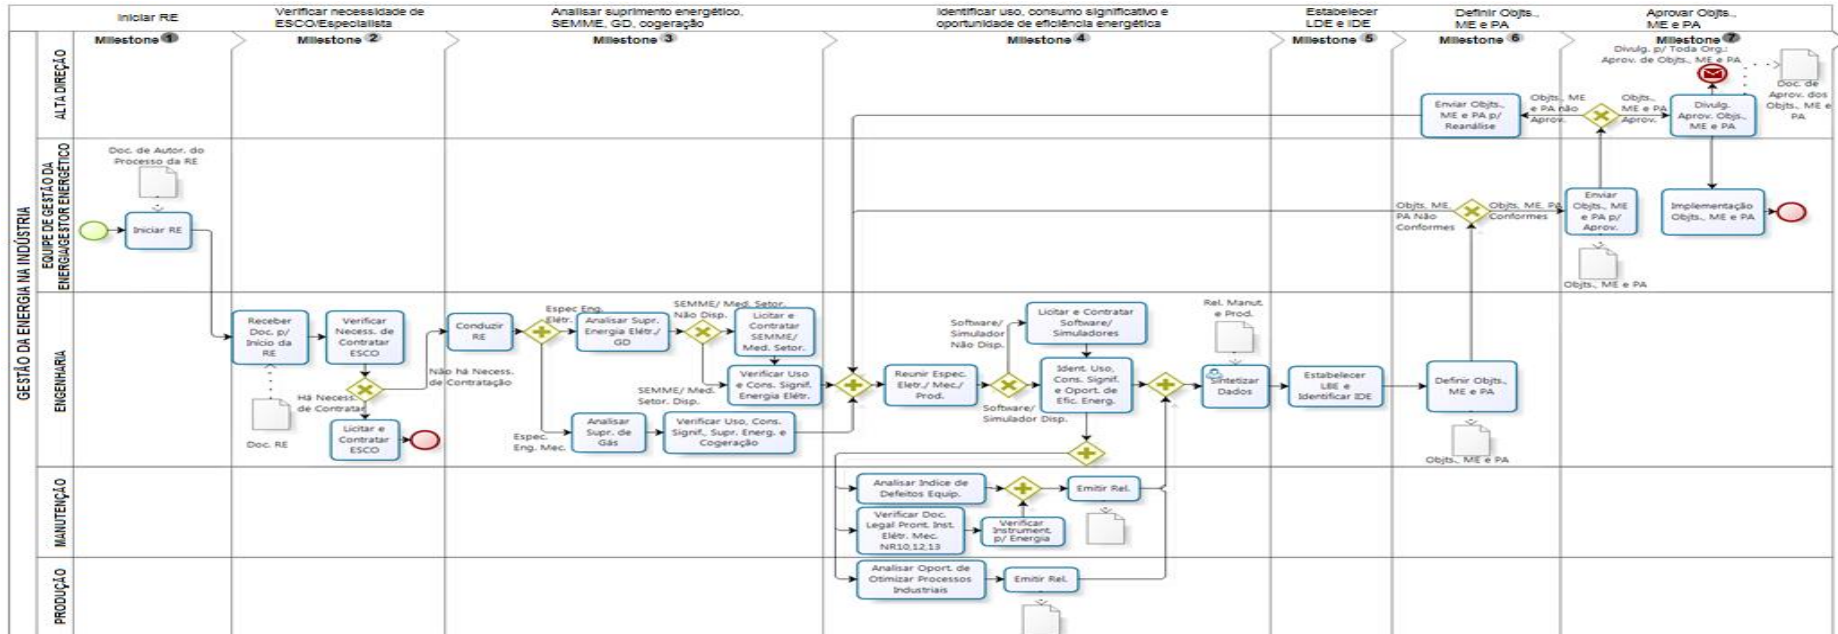 Iniciar RE
Verificar necessidade de
ESCO/Especialista
Analisar suprimento energético,
SEMME, GD, cogeração
Identificar uso, consumo significativo e
oportunidade de eficiência energética
Estabelecer
LDE e IDE
Definir Objts.,
ME e PA
Aprovar Objts.,
ME e PA
Milestone 1
Milestone 2
Milestone 3
Milestone 4
Milestone 5
Milestone 6
Milestone 7
GESTÃO DA ENERGIA NA INDÚSTRIA
ALTA DIREÇÃO
Enviar Objts.,
ME e PA p/
Reanálise
Objts., ME
e PA não
Aprov.
Objts.,
ME e PA
Aprov.
Divulg. p/ Toda Org.:
Aprov. de Objts., ME e PA
Divulg.
Aprov. Objs.,
ME e PA
Doc. de
Aprov. dos
Objts., ME e
PA
EQUIPE DE GESTÃO DA
ENERGIA/GESTOR ENERGÉTICO
Doc. de Autor. do
Processo da RE
Iniciar RE
Objts, ME,
PA Não
Conformes
Objts, ME, PA
Conformes
Enviar
Objts., ME
e PA p/
Aprov.
Objts., ME e PA
Implementação
Objts., ME e PA
ENGENHARIA
Receber
Doc. p/
Início da
RE
Doc. RE
Verificar
Necess. de
Contratar
ESCO
Não há Necess.
de Contratação
Há Necess.
de Contratar
Licitar e
Contratar
ESCO
Conduzir
RE
Espec Eng.
Elétr.
Analisar Supr.
Energia Elétr./
GD
SEMME/ Med. Setor.
Não Disp.
Licitar e
Contratar
SEMME/
Med. Setor.
SEMME/ Med.
Setor. Disp.
Verificar Uso
e Cons. Signif.
Energia Elétr.
Espec.
Eng. Mec.
Analisar
Supr. de
Gás
Verificar Uso, Cons.
Signif., Supr. Energ. e
Cogeração
Reunir Espec.
Eletr./ Mec./
Prod.
Software/
Simulador
Não Disp.
Licitar e Contratar
Software/
Simuladores
Software/
Simulador Disp.
Ident. Uso,
Cons. Signif.
e Oport. de
Efic. Energ.
Rel. Manut.
e Prod.
Sintetizar
Dados
Estabelecer
LBE e
Identificar IDE
Definir Objts.,
ME e PA
Objts., ME e PA
MANUTENÇÃO
Analisar Indice de
Defeitos Equip.
Emitir Rel.
Verificar Doc.
Legal Pront. Inst.
Elétr. Mec.
NR10,12,13
Verificar
Instrument.
p/ Energia
PRODUÇÃO
Analisar Oport. de
Otimizar Processos
Industriais
Emitir Rel.